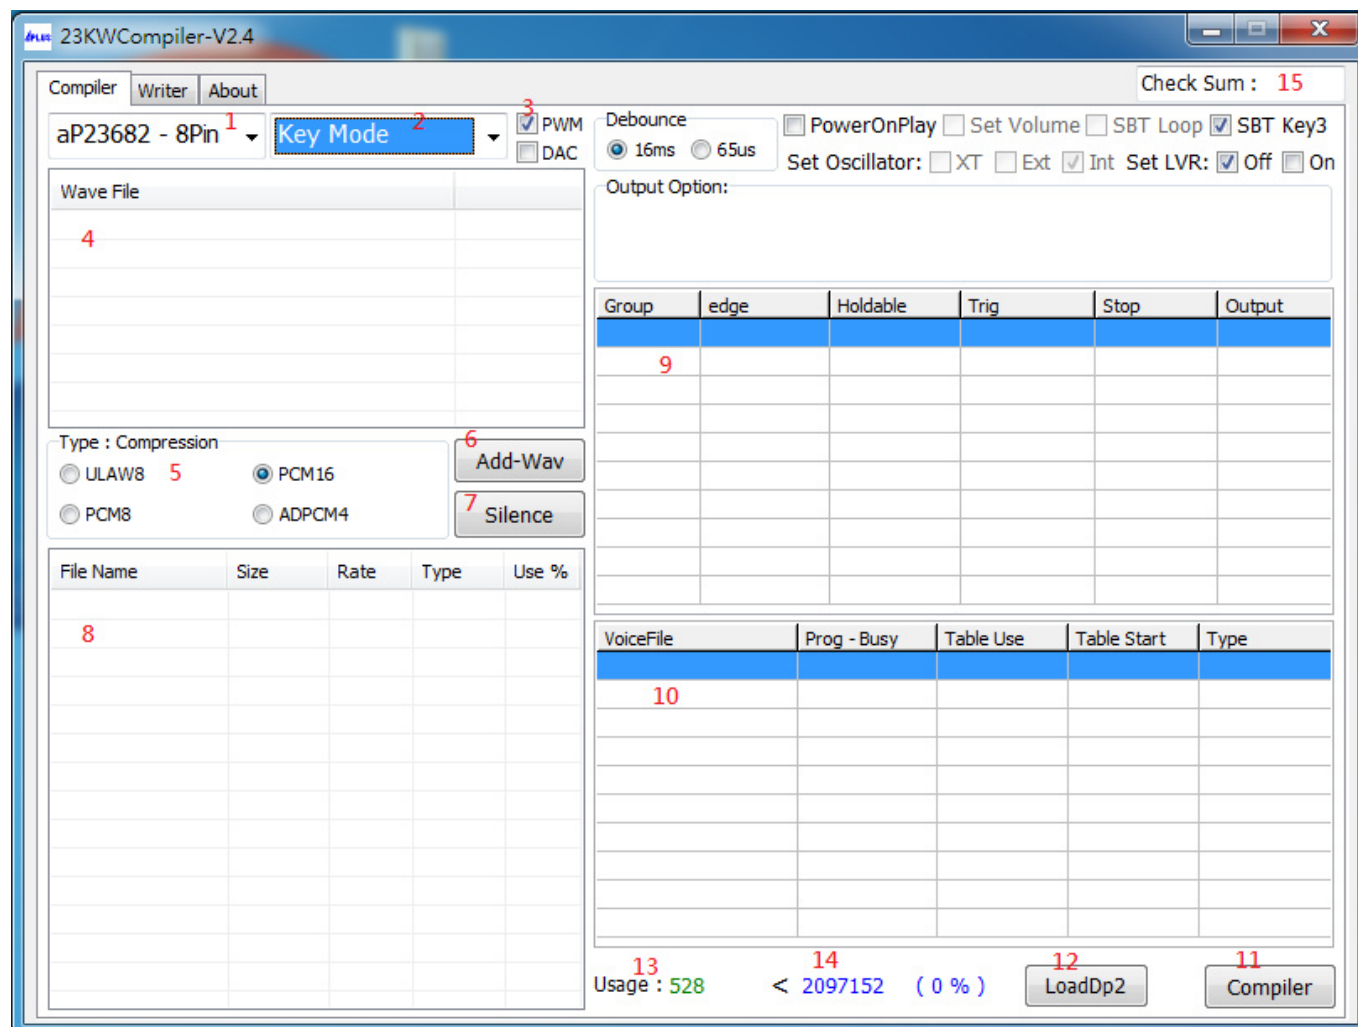 APLUS 23KWCompiler-V2.4
Compiler Writer About
Check Sum : 15
aP23682 - 8Pin 1 Key Mode 2 3 PWM
DAC
Debounce
16ms 65us
PowerOnPlay Set Volume SBT Loop SBT Key3
Set Oscillator: XT Ext Int Set LVR: Off On
Wave File
4
Output Option:
Group edge Holdable Trig Stop Output
9
Type : Compression
ULAW8 5 PCM16
PCM8 ADPCM4
6
Add-Wav
7
Silence
File Name Size Rate Type Use %
8
VoiceFile Prog - Busy Table Use Table Start Type
10
13 14 12 11
Usage : 528 < 2097152 ( 0 % ) LoadDp2 Compiler